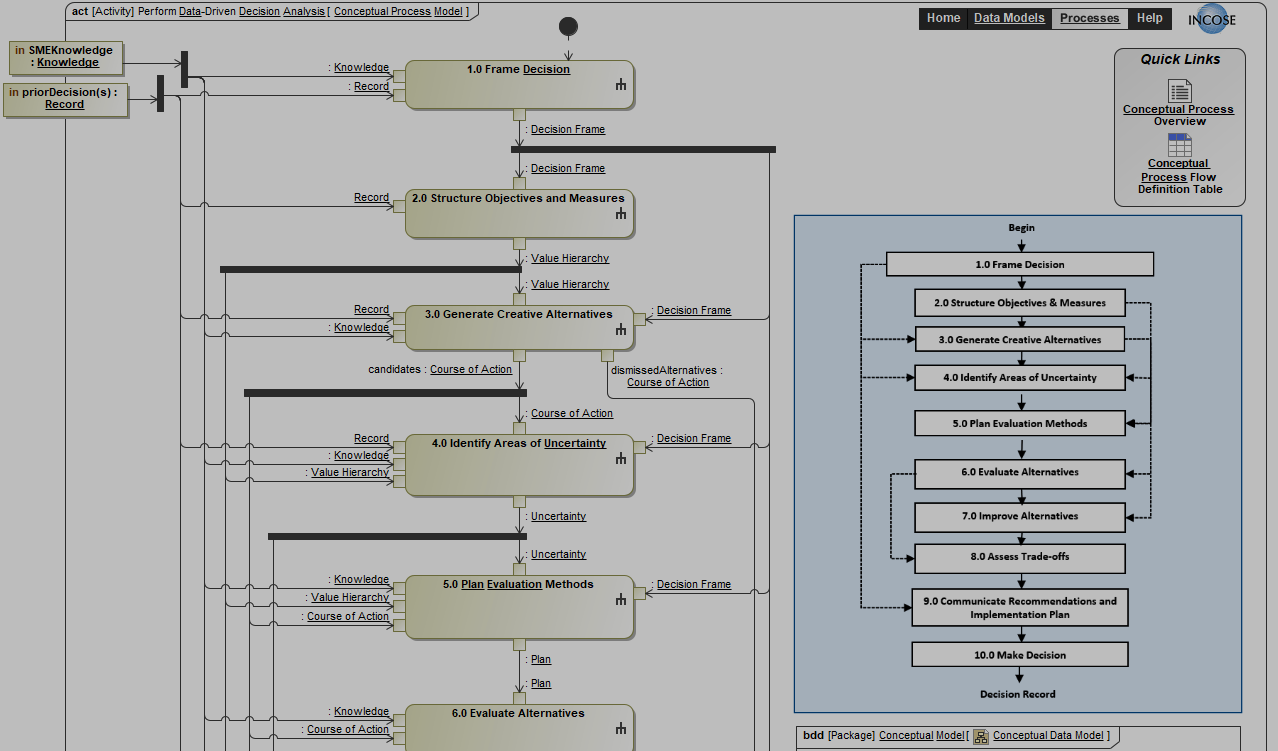 act [Activity] Perform Data-Driven Decision Analysis [ Conceptual Process Model ]
Home Data Models Processes Help INCOSE
in SMEKnowledge
: Knowledge
in priorDecision(s) :
Record
Quick Links
Conceptual Process
Overview
Conceptual
Process Flow
Definition Table
: Knowledge
: Record
1.0 Frame Decision
: Decision Frame
: Decision Frame
Record
2.0 Structure Objectives and Measures
: Value Hierarchy
: Value Hierarchy
Record
: Knowledge
3.0 Generate Creative Alternatives
: Decision Frame
candidates : Course of Action
dismissedAlternatives :
Course of Action
: Course of Action
Record
: Knowledge
: Value Hierarchy
4.0 Identify Areas of Uncertainty
: Decision Frame
: Uncertainty
: Uncertainty
: Knowledge
: Value Hierarchy
: Course of Action
5.0 Plan Evaluation Methods
: Decision Frame
: Plan
: Plan
: Knowledge
: Course of Action
6.0 Evaluate Alternatives
Begin
1.0 Frame Decision
2.0 Structure Objectives & Measures
3.0 Generate Creative Alternatives
4.0 Identify Areas of Uncertainty
5.0 Plan Evaluation Methods
6.0 Evaluate Alternatives
7.0 Improve Alternatives
8.0 Assess Trade-offs
9.0 Communicate Recommendations and
Implementation Plan
10.0 Make Decision
Decision Record
bdd [Package] Conceptual Model [ Conceptual Data Model ]